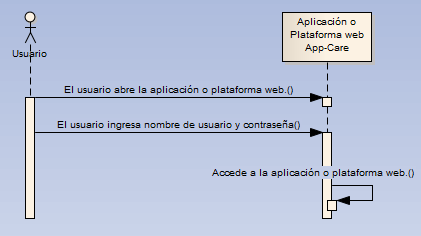 Aplicación o
Plataforma web
App-Care
Usuario
El usuario abre la aplicación o plataforma web.()
El usuario ingresa nombre de usuario y contraseña()
Accede a la aplicación o plataforma web.()